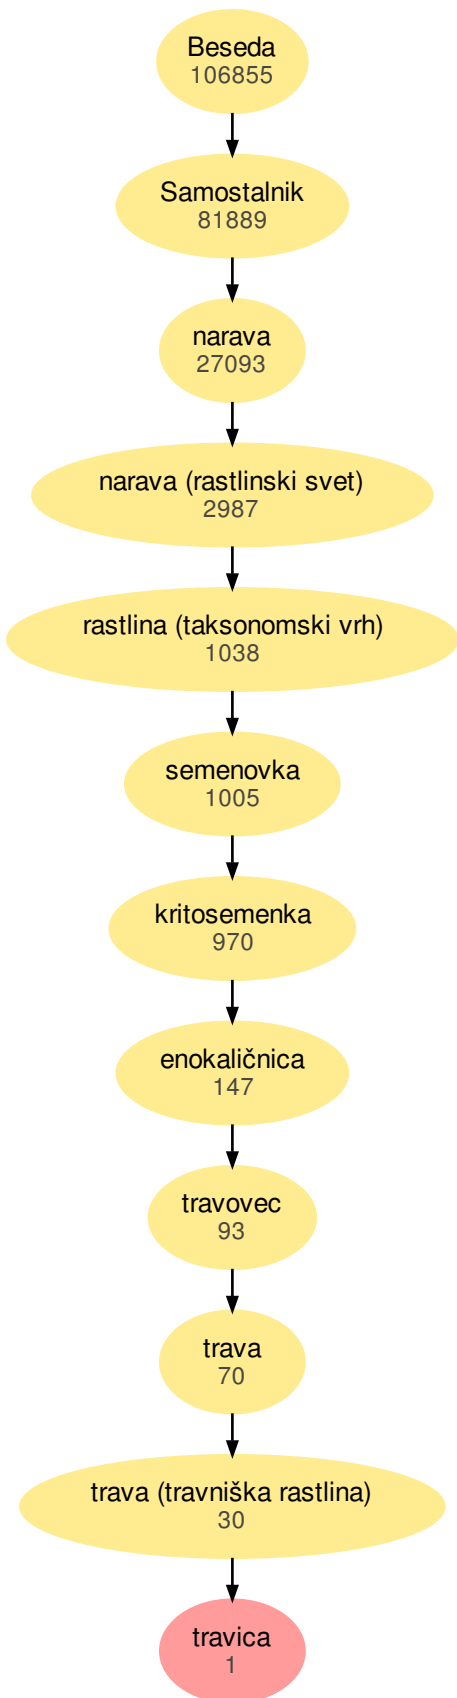 Beseda
106855
Samostalnik
81889
narava
27093
narava (rastlinski svet)
2987
rastlina (taksonomski vrh)
1038
semenovka
1005
kritosemenka
970
enokaličnica
147
travovec
93
trava
70
trava (travniška rastlina)
30
travica
1